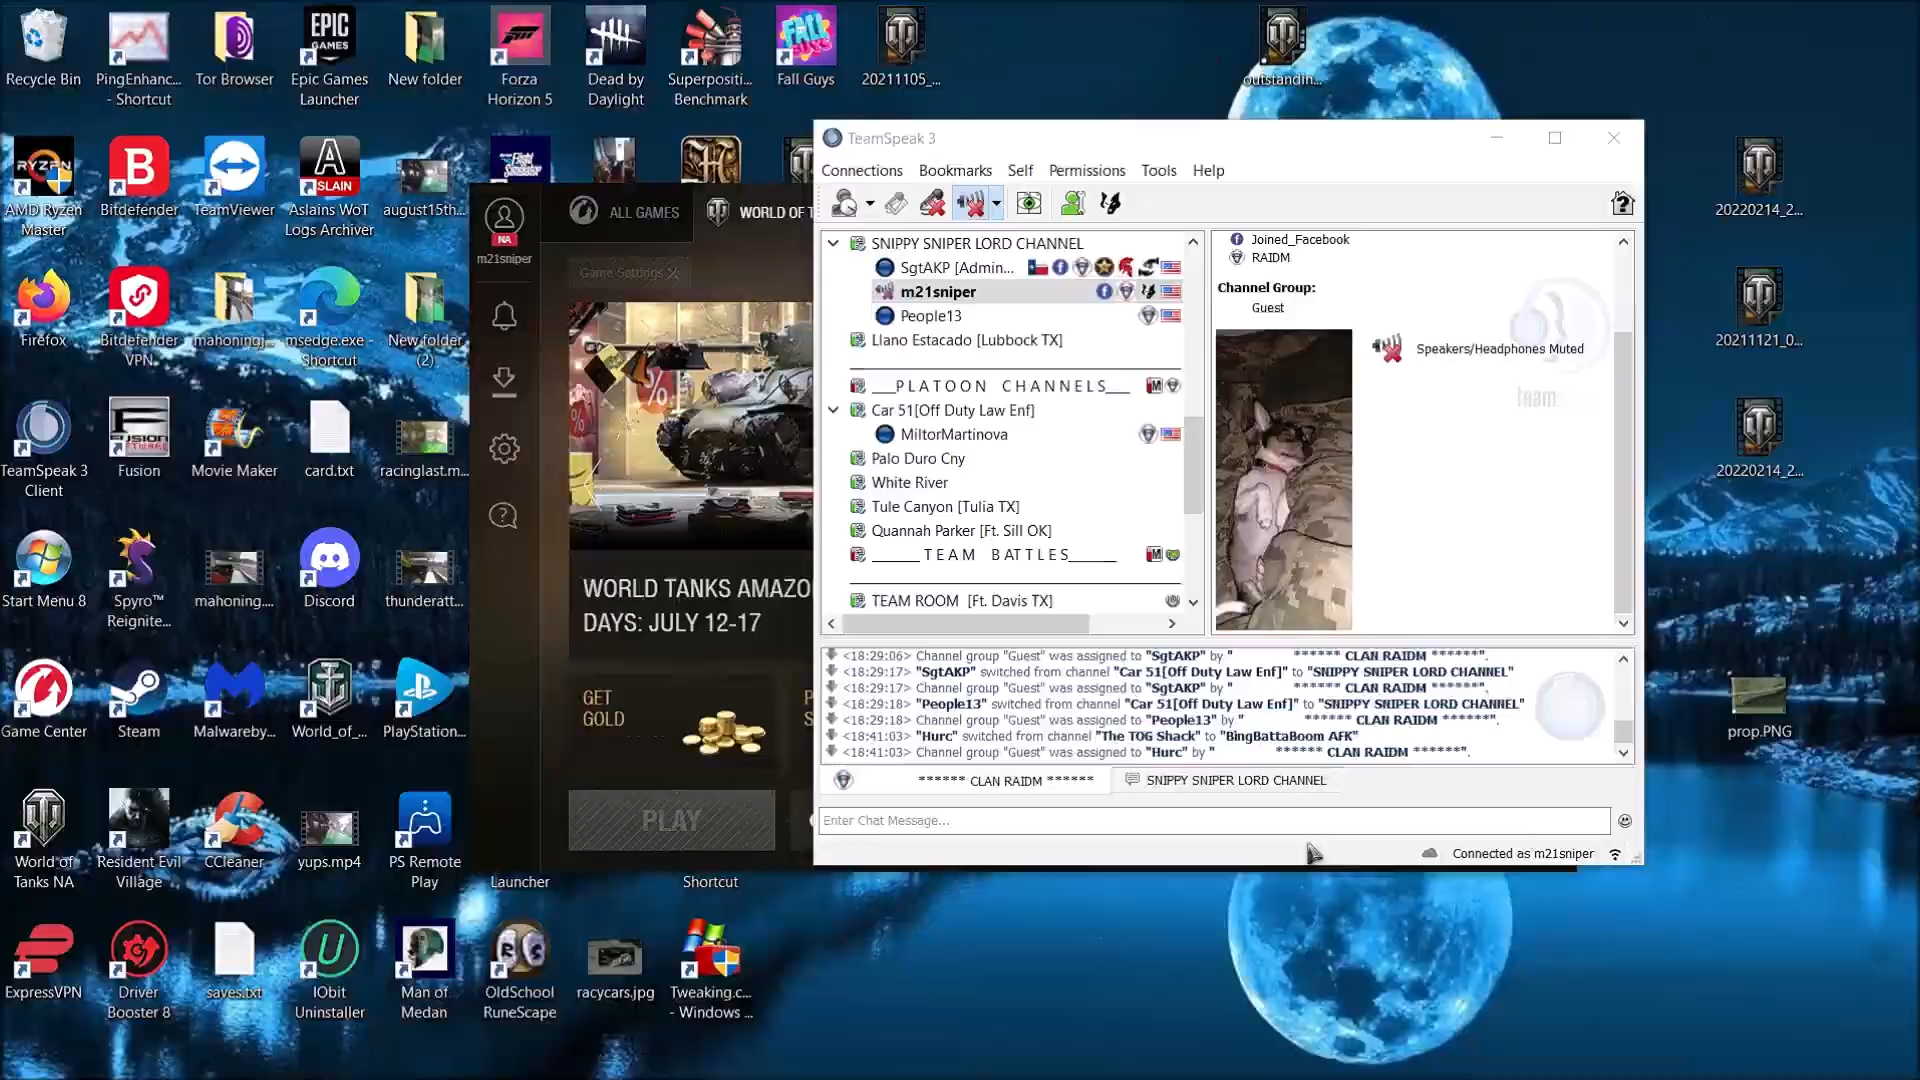 Recycle Bin
PingEnhanc...
- Shortcut
Tor Browser
EPIC
GAMES
Epic Games
Launcher
New folder
Forza
Horizon 5
Dead by
Daylight
Superpositi...
Benchmark
FALL
GUYS
Fall Guys
20211105_...
outstandin...
RYZEN
AMD Ryzen
Master
B
Bitdefender
TeamViewer
A
ASLAIN
Aslains WoT
Logs Archiver
august15th...
20220214_2...
Firefox
Bitdefender
VPN
mahoningj...
msedge.exe -
Shortcut
New folder
(2)
20211121_0...
TeamSpeak 3
Client
Fusion
Movie Maker
card.txt
racinglast.m...
20220214_2...
Start Menu 8
Spyro™
Reignite...
mahoning....
Discord
thunderatt...
Game Center
Steam
Malwareby...
World_of_...
PlayStation...
prop.PNG
World of
Tanks NA
Resident Evil
Village
CCleaner
yups.mp4
PS Remote
Play
Launcher
Shortcut
ExpressVPN
Driver
Booster 8
saves.txt
IObit
Uninstaller
Man of
Medan
OldSchool
RuneScape
racycars.jpg
Tweaking.c...
- Windows ...
NA
m21sniper
ALL GAMES
WORLD OF T
Game Settings
WORLD TANKS AMAZO
DAYS: JULY 12-17
GET
GOLD
PLAY
TeamSpeak 3
Connections Bookmarks Self Permissions Tools Help
SNIPPY SNIPER LORD CHANNEL
SgtAKP [Admin...
m21sniper
People13
Llano Estacado [Lubbock TX]
___P L A T O O N   C H A N N E L S___
Car 51[Off Duty Law Enf]
MiltorMartinova
Palo Duro Cny
White River
Tule Canyon [Tulia TX]
Quannah Parker [Ft. Sill OK]
______T E A M   B A T T L E S______
TEAM ROOM [Ft. Davis TX]
Joined_Facebook
RAIDM
Channel Group:
Guest
Speakers/Headphones Muted
team
<18:29:06> Channel group "Guest" was assigned to "SgtAKP" by " ****** CLAN RAIDM ******".
<18:29:17> "SgtAKP" switched from channel "Car 51[Off Duty Law Enf]" to "SNIPPY SNIPER LORD CHANNEL"
<18:29:17> Channel group "Guest" was assigned to "SgtAKP" by " ****** CLAN RAIDM ******".
<18:29:18> "People13" switched from channel "Car 51[Off Duty Law Enf]" to "SNIPPY SNIPER LORD CHANNEL"
<18:29:18> Channel group "Guest" was assigned to "People13" by " ****** CLAN RAIDM ******".
<18:41:03> "Hurc" switched from channel "The TOG Shack" to "BingBattaBoom AFK"
<18:41:03> Channel group "Guest" was assigned to "Hurc" by " ****** CLAN RAIDM ******".
****** CLAN RAIDM ******
SNIPPY SNIPER LORD CHANNEL
Enter Chat Message...
Connected as m21sniper